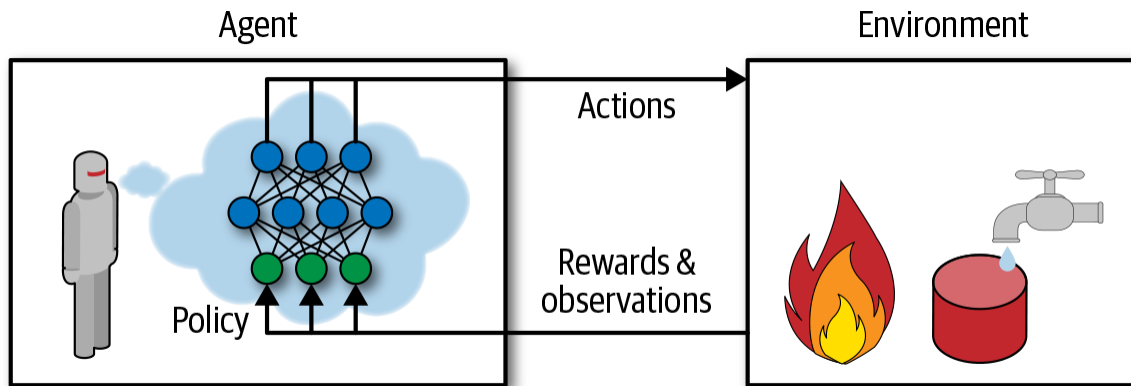 Agent
Environment
Actions
Rewards &
observations
Policy